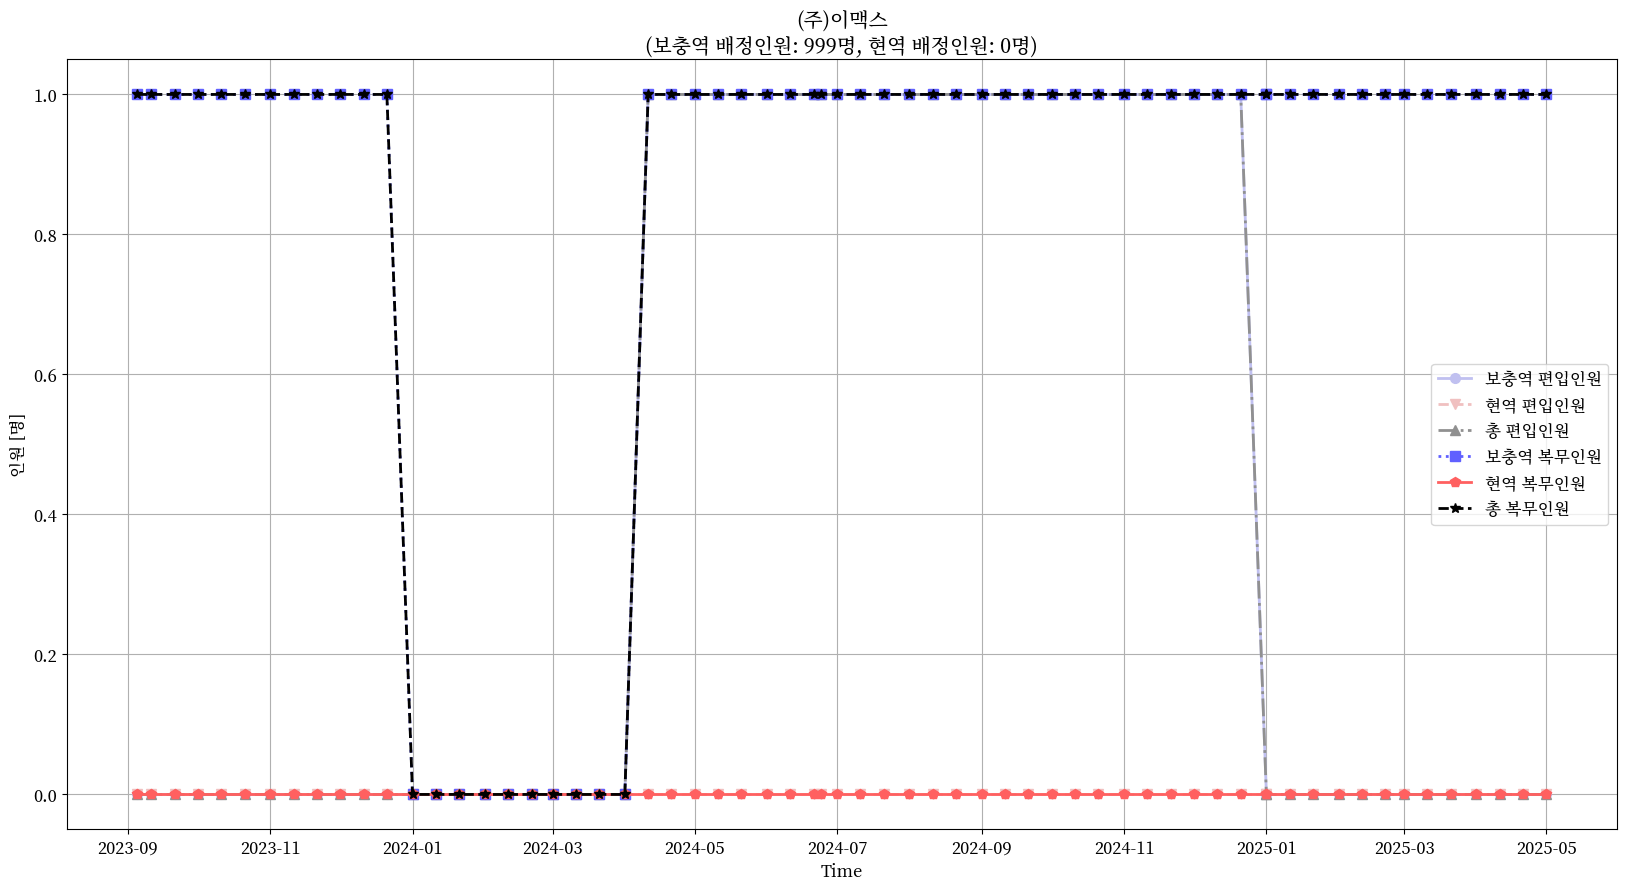 (주)이맥스
(보충역 배정인원: 999명, 현역 배정인원: 0명)
인원 [명]
1.0
0.8
0.6
0.4
0.2
0.0
보충역 편입인원
현역 편입인원
총 편입인원
보충역 복무인원
현역 복무인원
총 복무인원
2023-09 2023-11 2024-01 2024-03 2024-05 2024-07 2024-09 2024-11 2025-01 2025-03 2025-05
Time